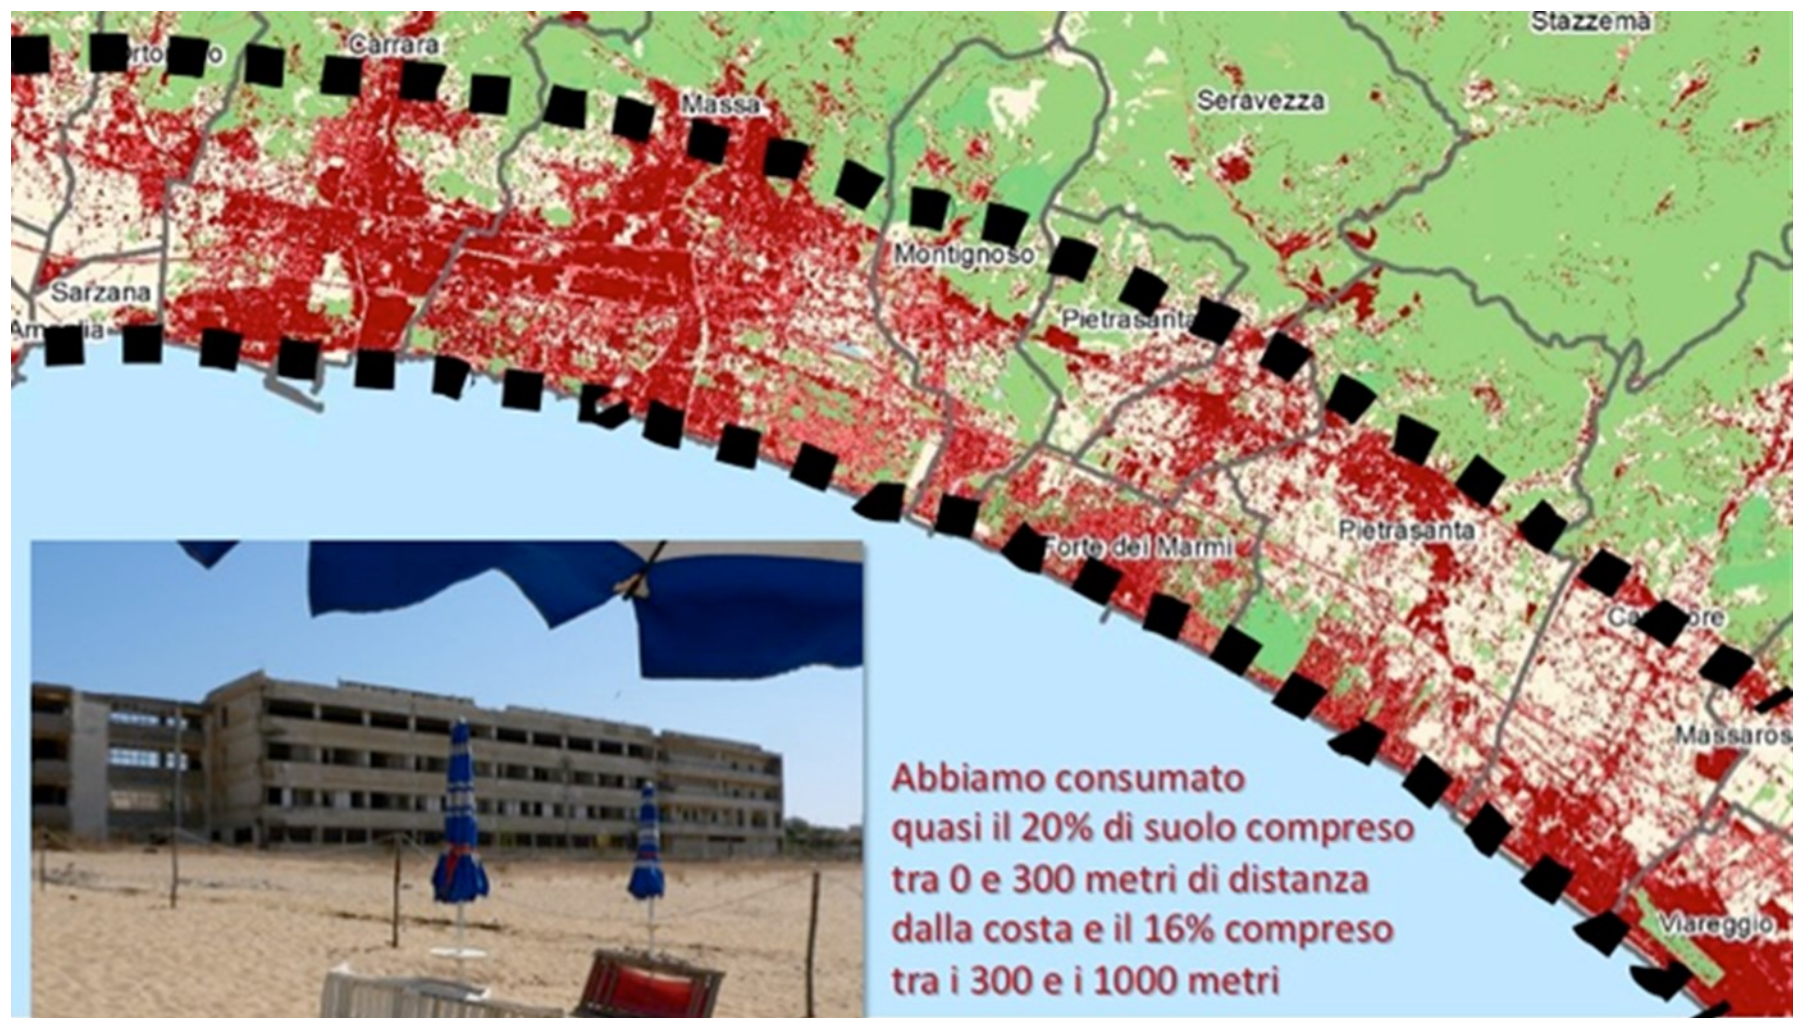 Stazzema
Carrara
Massa
Seravezza
Montignoso
Sarzana
Pietrasanta
Pietrasanta
Forte dei Marmi
Massaros
Viareggio
Abbiamo consumato
quasi il 20% di suolo compreso
tra 0 e 300 metri di distanza
dalla costa e il 16% compreso
tra i 300 e i 1000 metri